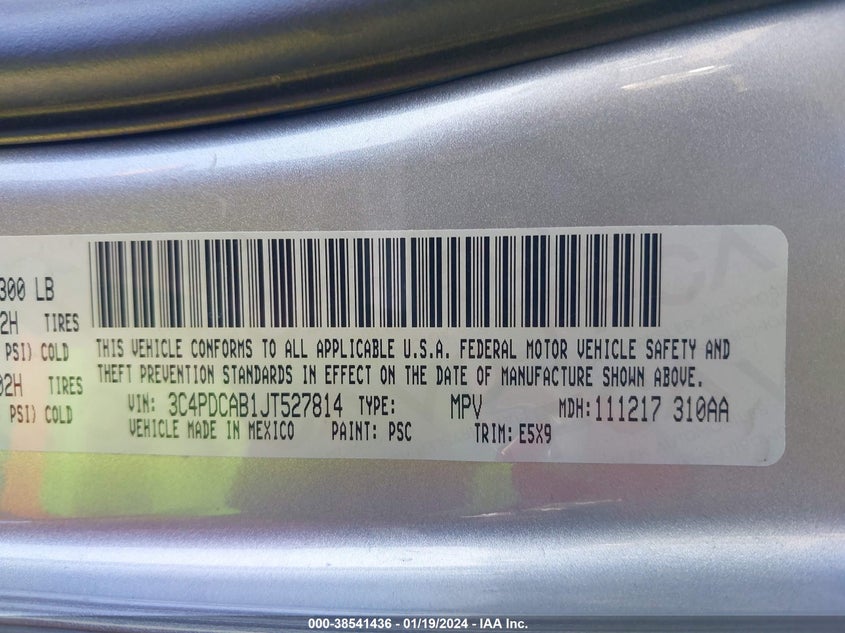 300 LB
2H TIRES
PSI) COLD
02H TIRES
PSI) COLD
THIS VEHICLE CONFORMS TO ALL APPLICABLE U.S.A. FEDERAL MOTOR VEHICLE SAFETY AND
THEFT PREVENTION STANDARDS IN EFFECT ON THE DATE OF MANUFACTURE SHOWN ABOVE.
VIN: 3C4PDCAB1JT527814 TYPE: MPV MDH:111217 310AA
VEHICLE MADE IN MEXICO PAINT: PSC TRIM: E5X9
000-38541436 - 01/19/2024 - IAA Inc.